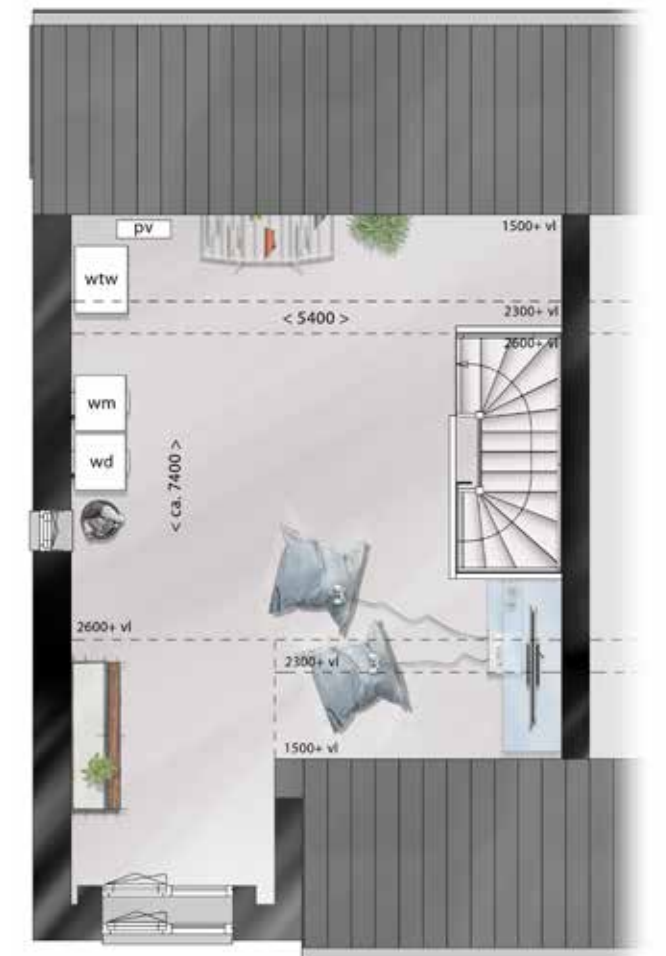 pv
1500+ vl
wtw
2300+ vl
< 5400 >
2600+ vl
wm
< ca. 7400 >
wd
2600+ vl
2300+ vl
1500+ vl